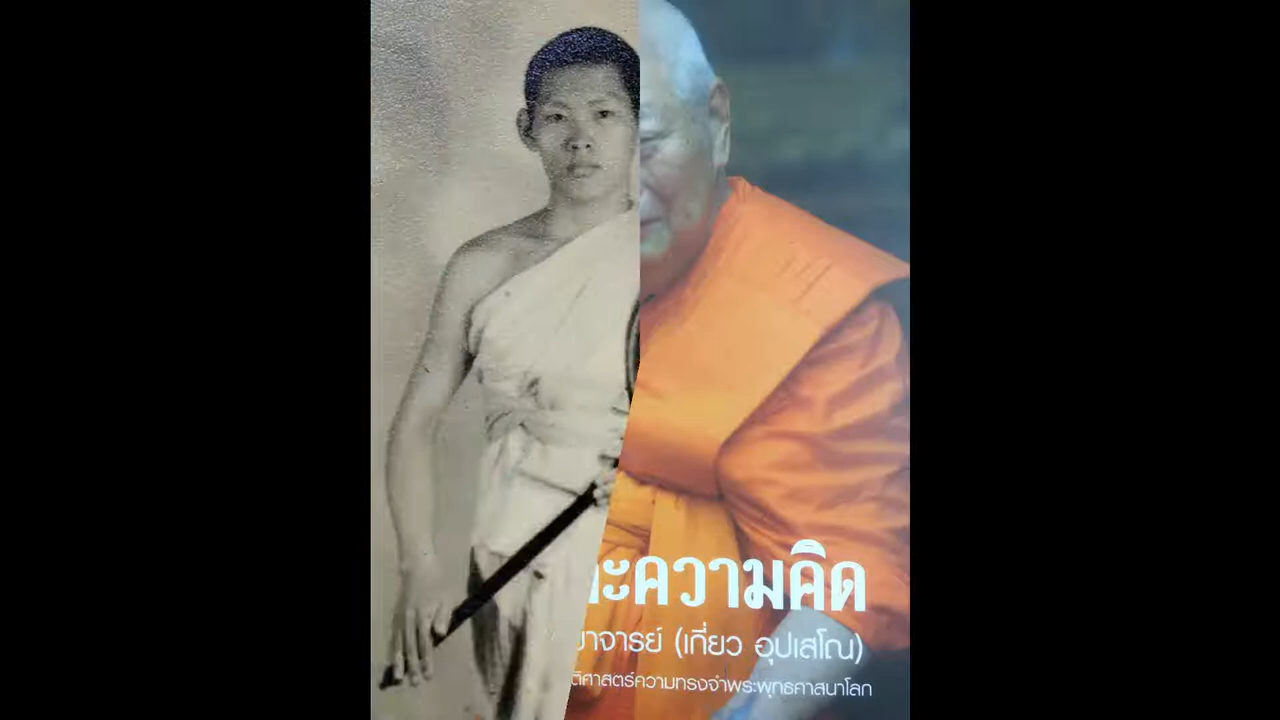 ะความคิด
าจารย์ (เกี่ยว อุปเสโณ)
ติศาสตร์ความทรงจำพระพุทธศาสนาโลก